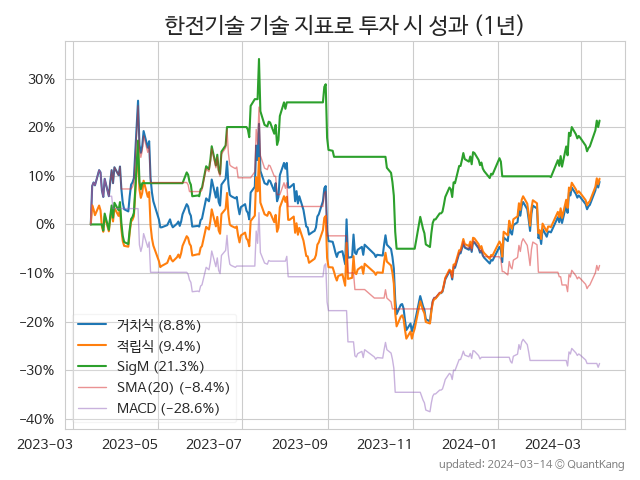 한전기술 기술 지표로 투자 시 성과 (1년)
30%
20%
10%
0%
−10%
−20%
−30%
−40%
거치식 (8.8%)
적립식 (9.4%)
SigM (21.3%)
SMA(20) (−8.4%)
MACD (−28.6%)
2023-03 2023-05 2023-07 2023-09 2023-11 2024-01 2024-03
updated: 2024-03-14 © QuantKang